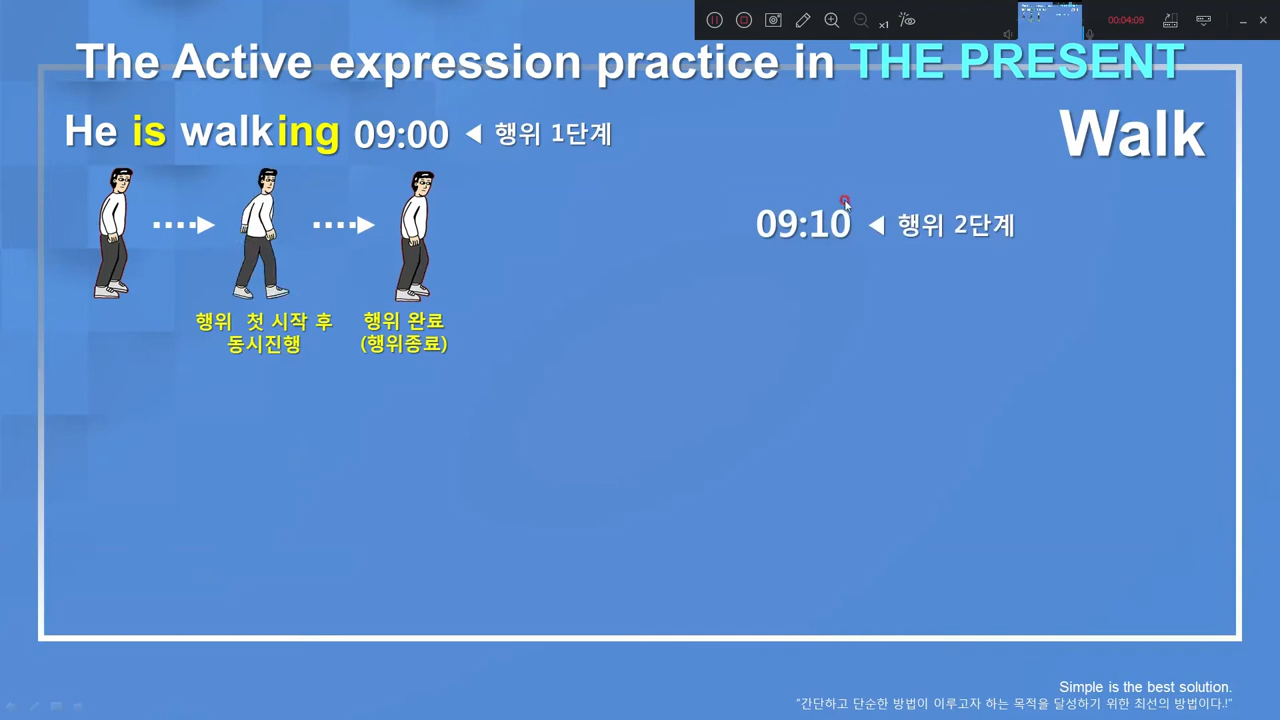 x1
00:04:09
The Active expression practice in THE PRESENT
He is walking 09:00 ◀ 행위 1단계
Walk
09:10 ◀ 행위 2단계
행위 첫 시작 후
동시진행
행위 완료
(행위종료)
Simple is the best solution.
"간단하고 단순한 방법이 이루고자 하는 목적을 달성하기 위한 최선의 방법이다.!"